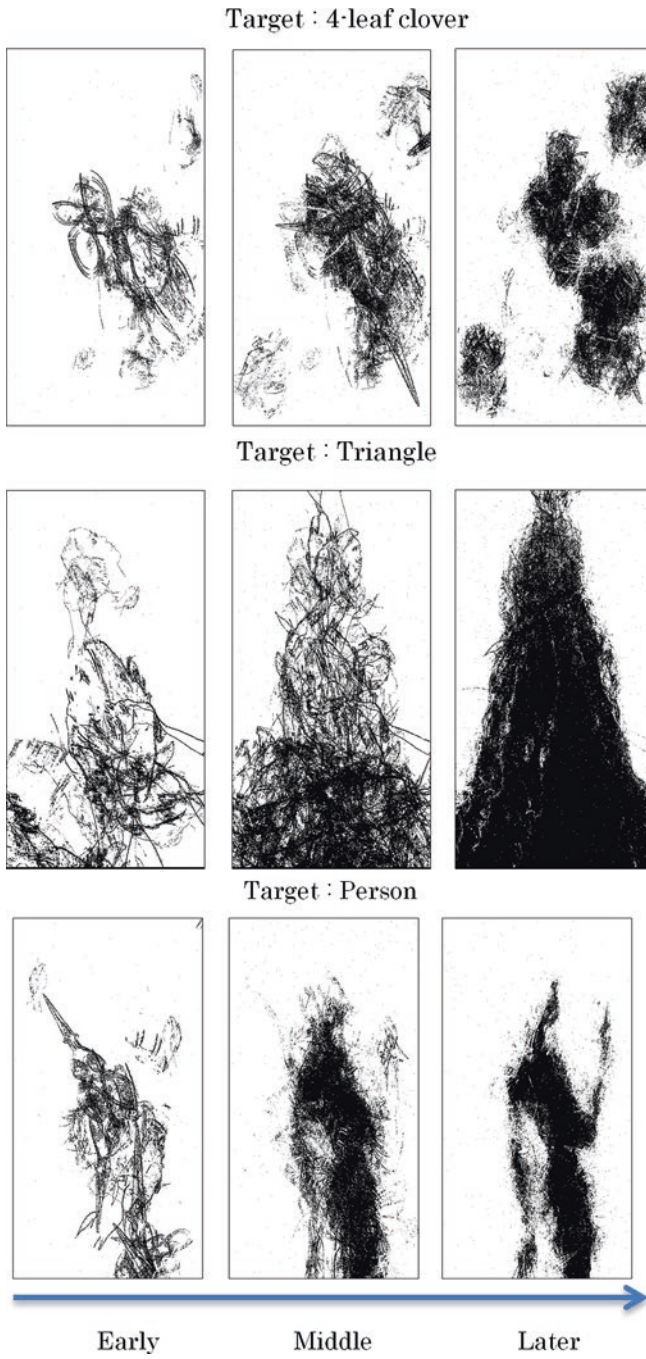 Target : 4-leaf clover
Target : Triangle
Target : Person
Early Middle Later